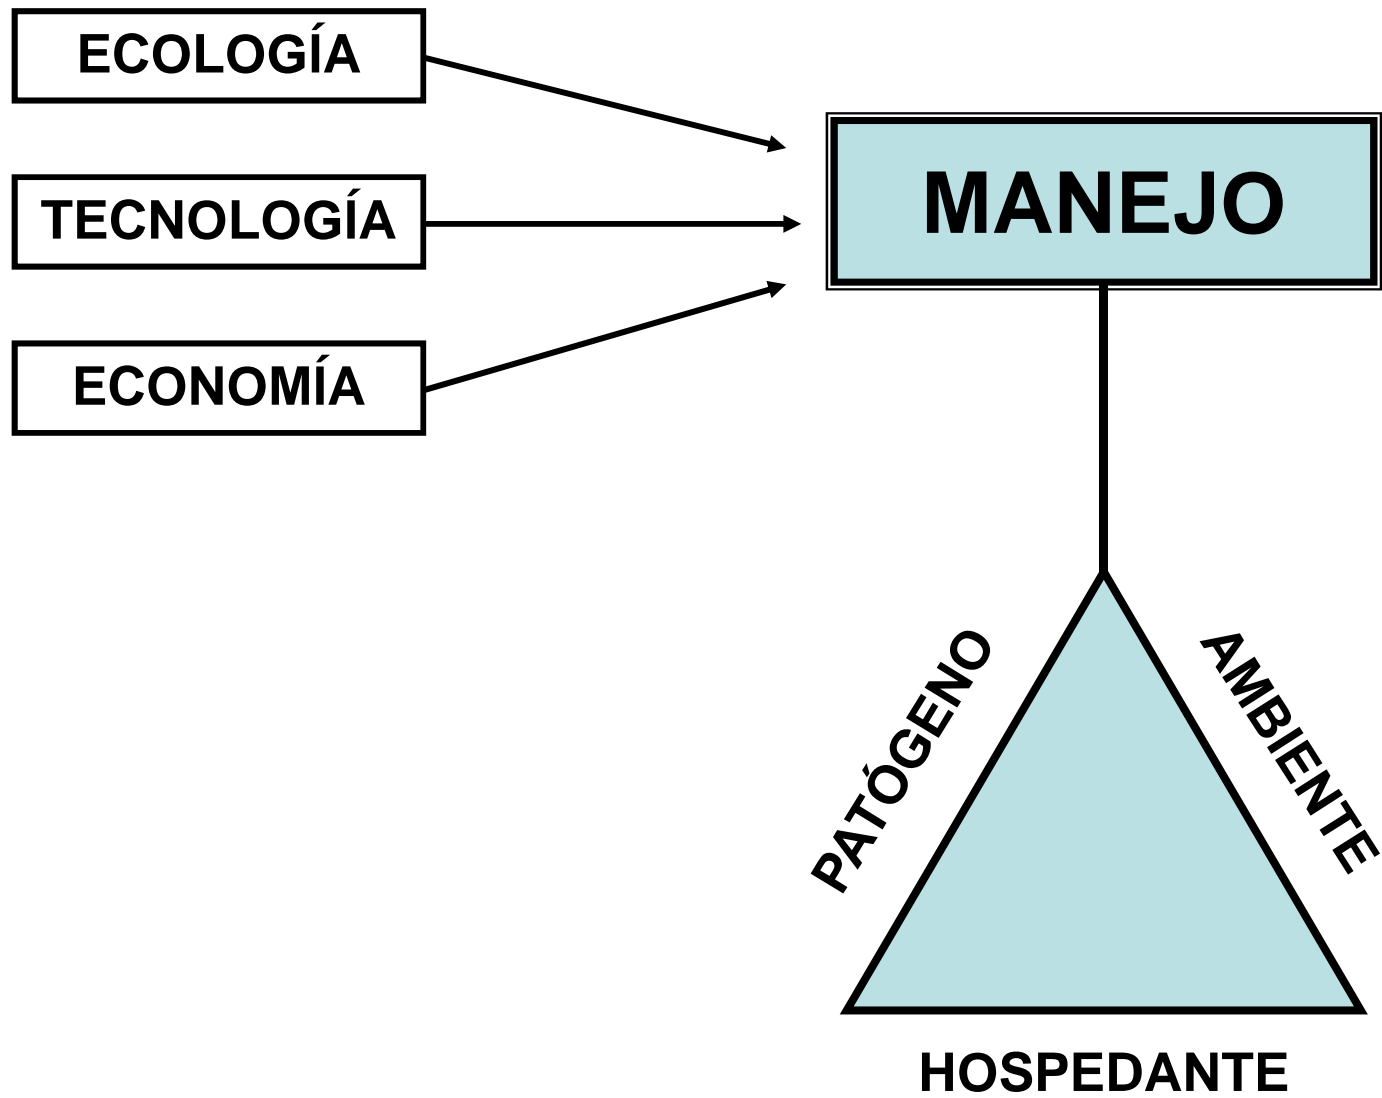 ECOLOGÍA
TECNOLOGÍA
ECONOMÍA
MANEJO
PATÓGENO
AMBIENTE
HOSPEDANTE